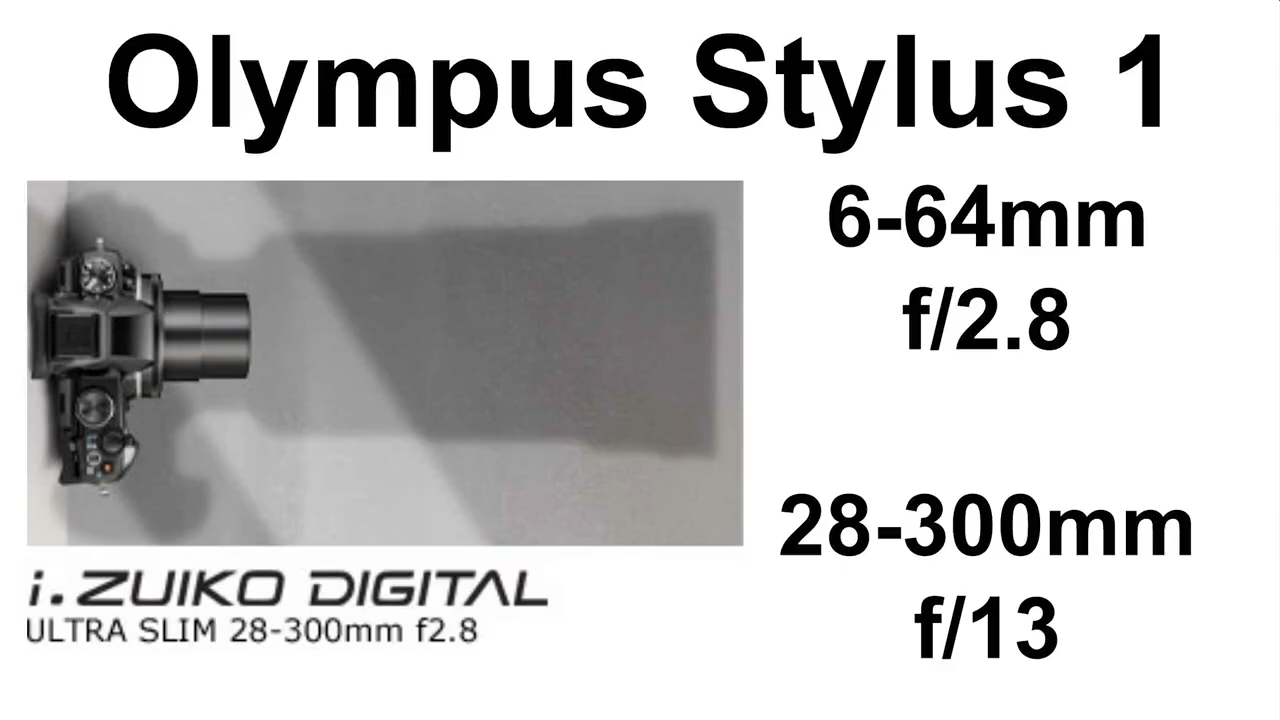 Olympus Stylus 1
6-64mm
f/2.8
28-300mm
f/13
i.ZUIKO DIGITAL
ULTRA SLIM 28-300mm f2.8